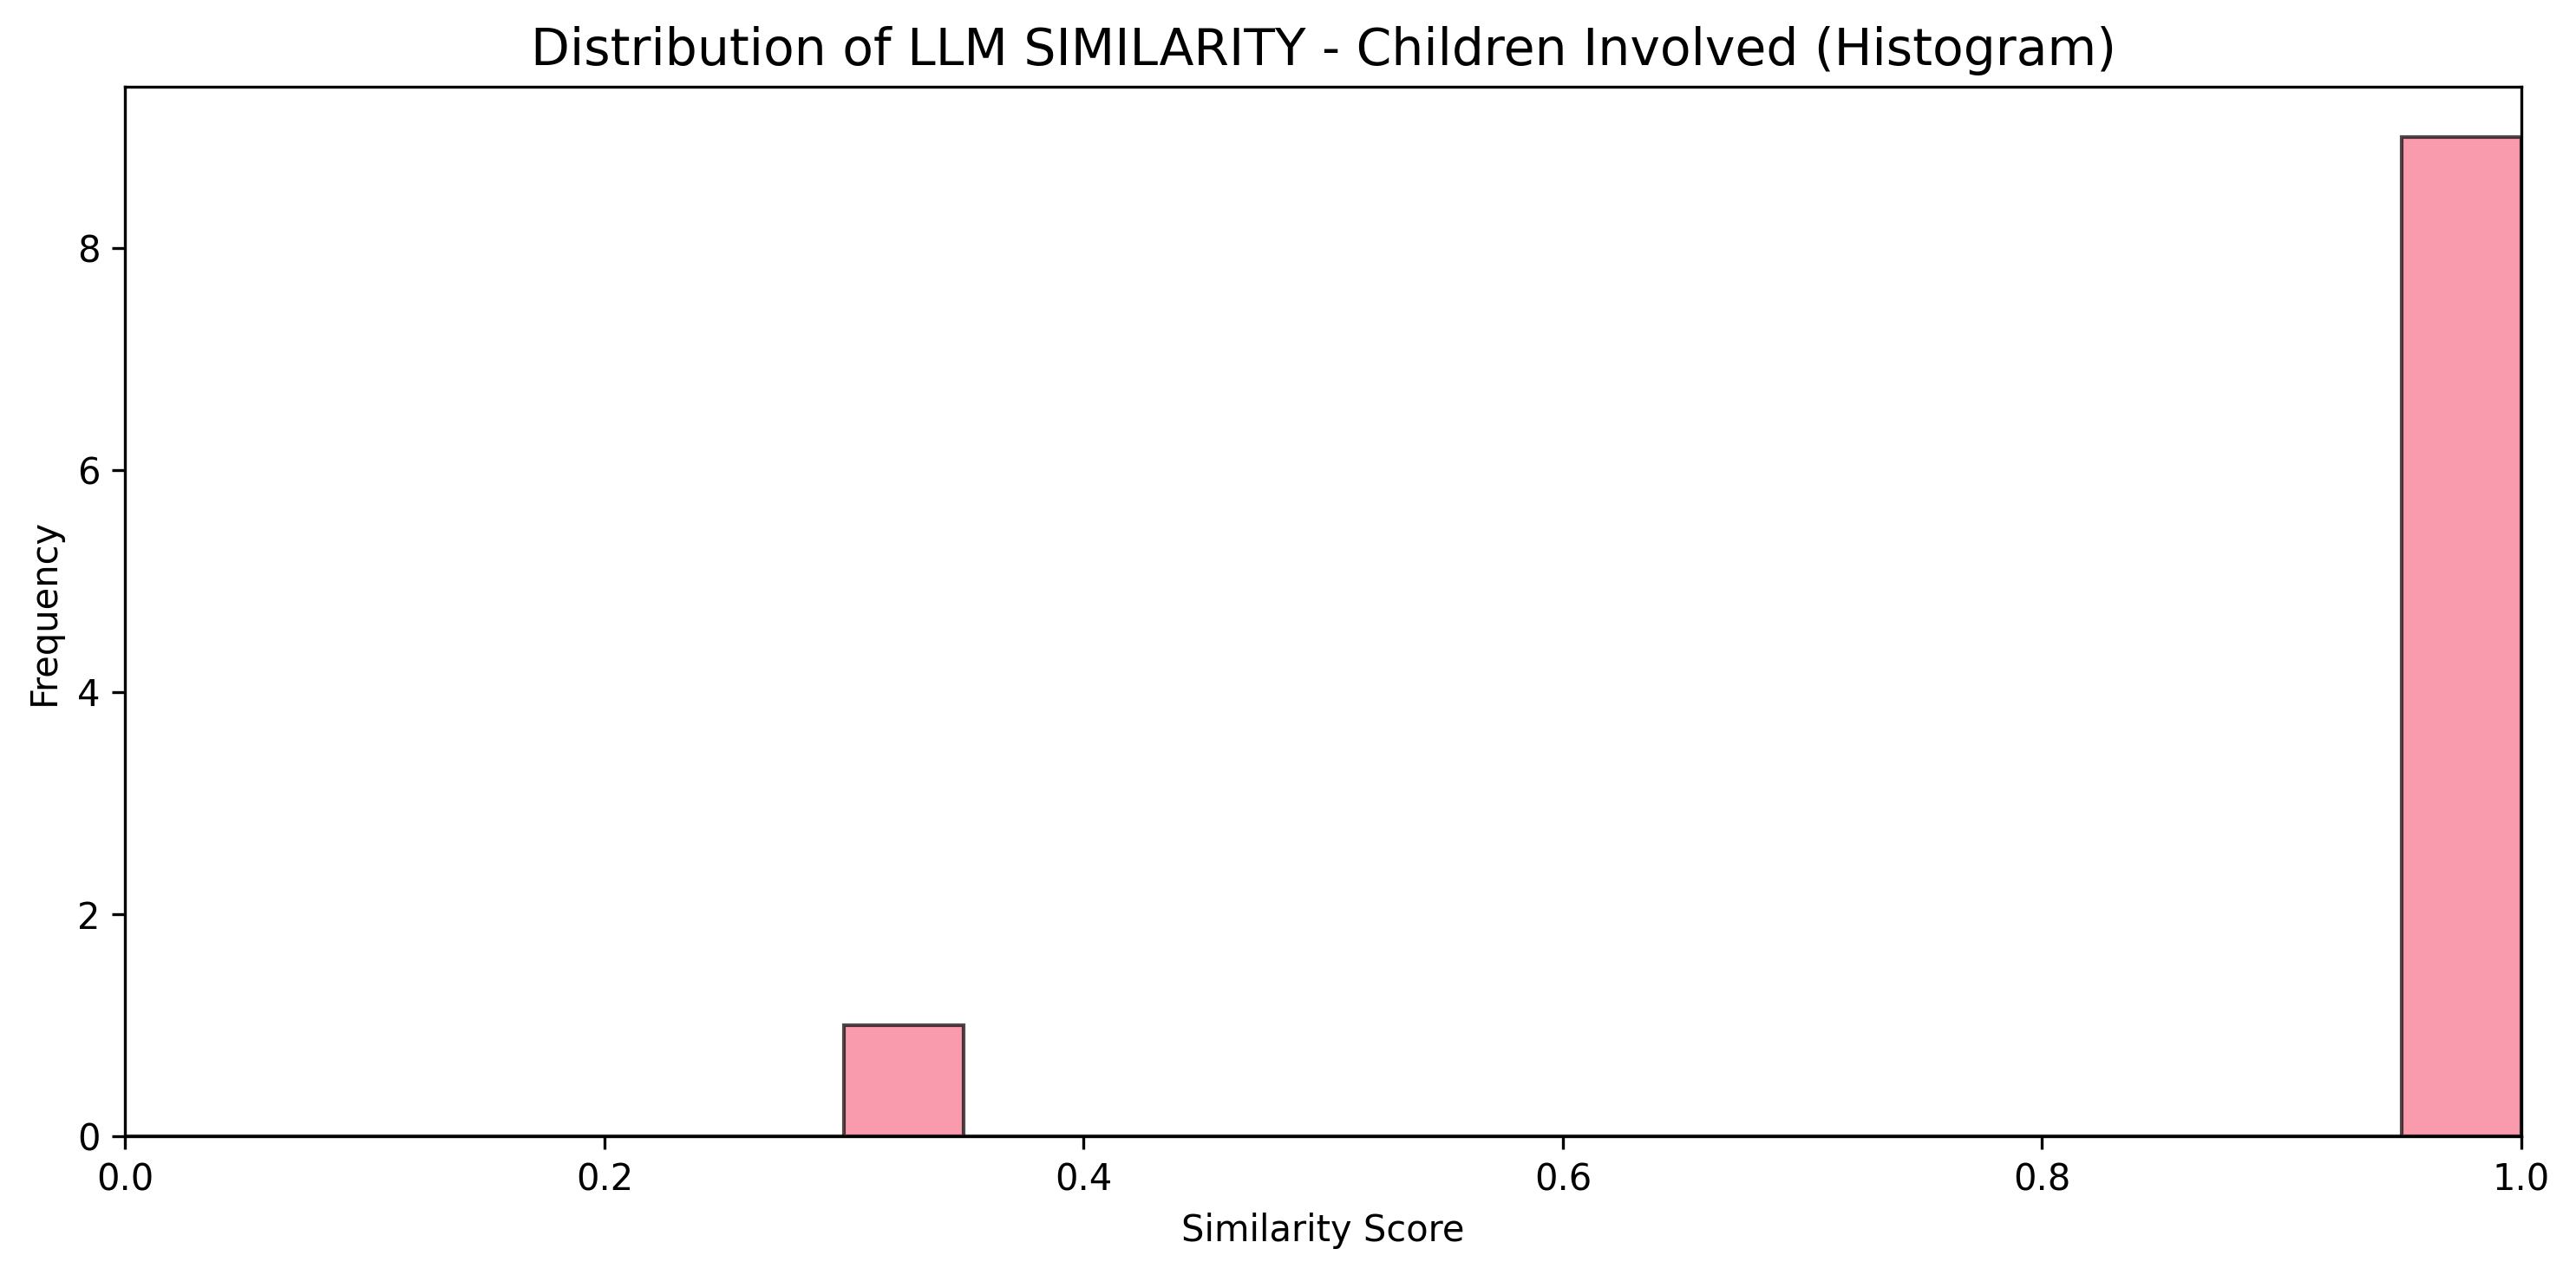 Distribution of LLM SIMILARITY - Children Involved (Histogram)
Frequency
8
6
4
2
0
0.0 0.2 0.4 0.6 0.8 1.0
Similarity Score